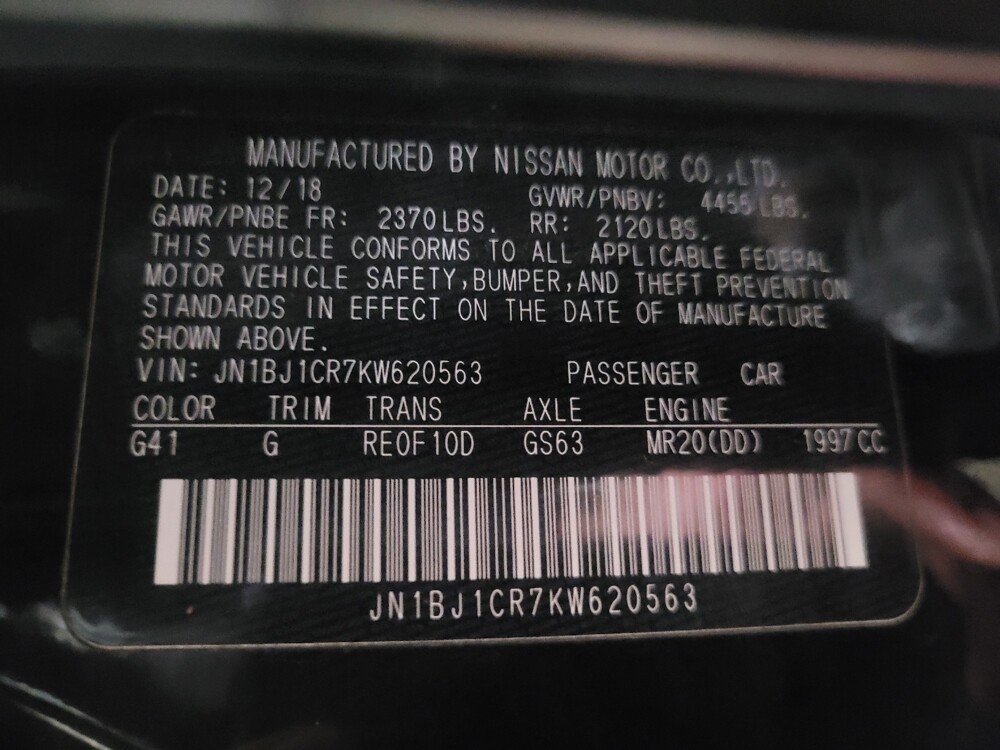 MANUFACTURED BY NISSAN MOTOR CO.,LTD.
DATE: 12/18 GVWR/PNBV: 4455 LBS.
GAWR/PNBE FR: 2370 LBS. RR: 2120 LBS.
THIS VEHICLE CONFORMS TO ALL APPLICABLE FEDERAL
MOTOR VEHICLE SAFETY,BUMPER,AND THEFT PREVENTION
STANDARDS IN EFFECT ON THE DATE OF MANUFACTURE
SHOWN ABOVE.
VIN: JN1BJ1CR7KW620563 PASSENGER CAR
COLOR TRIM TRANS AXLE ENGINE
G41 G RE0F10D GS63 MR20(DD) 1997 CC
JN1BJ1CR7KW620563